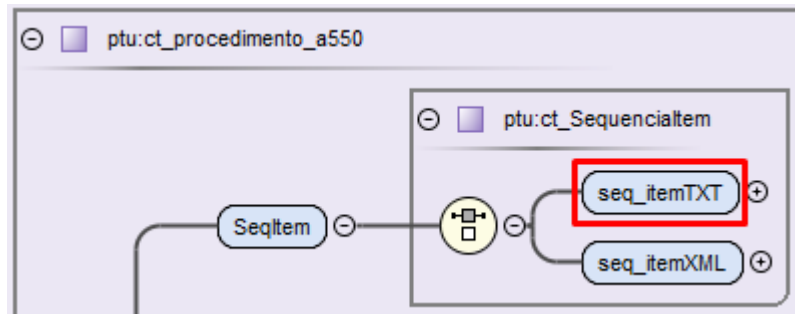 ptu:ct_procedimento_a550
ptu:ct_SequenciaItem
seq_itemTXT
SeqItem
seq_itemXML